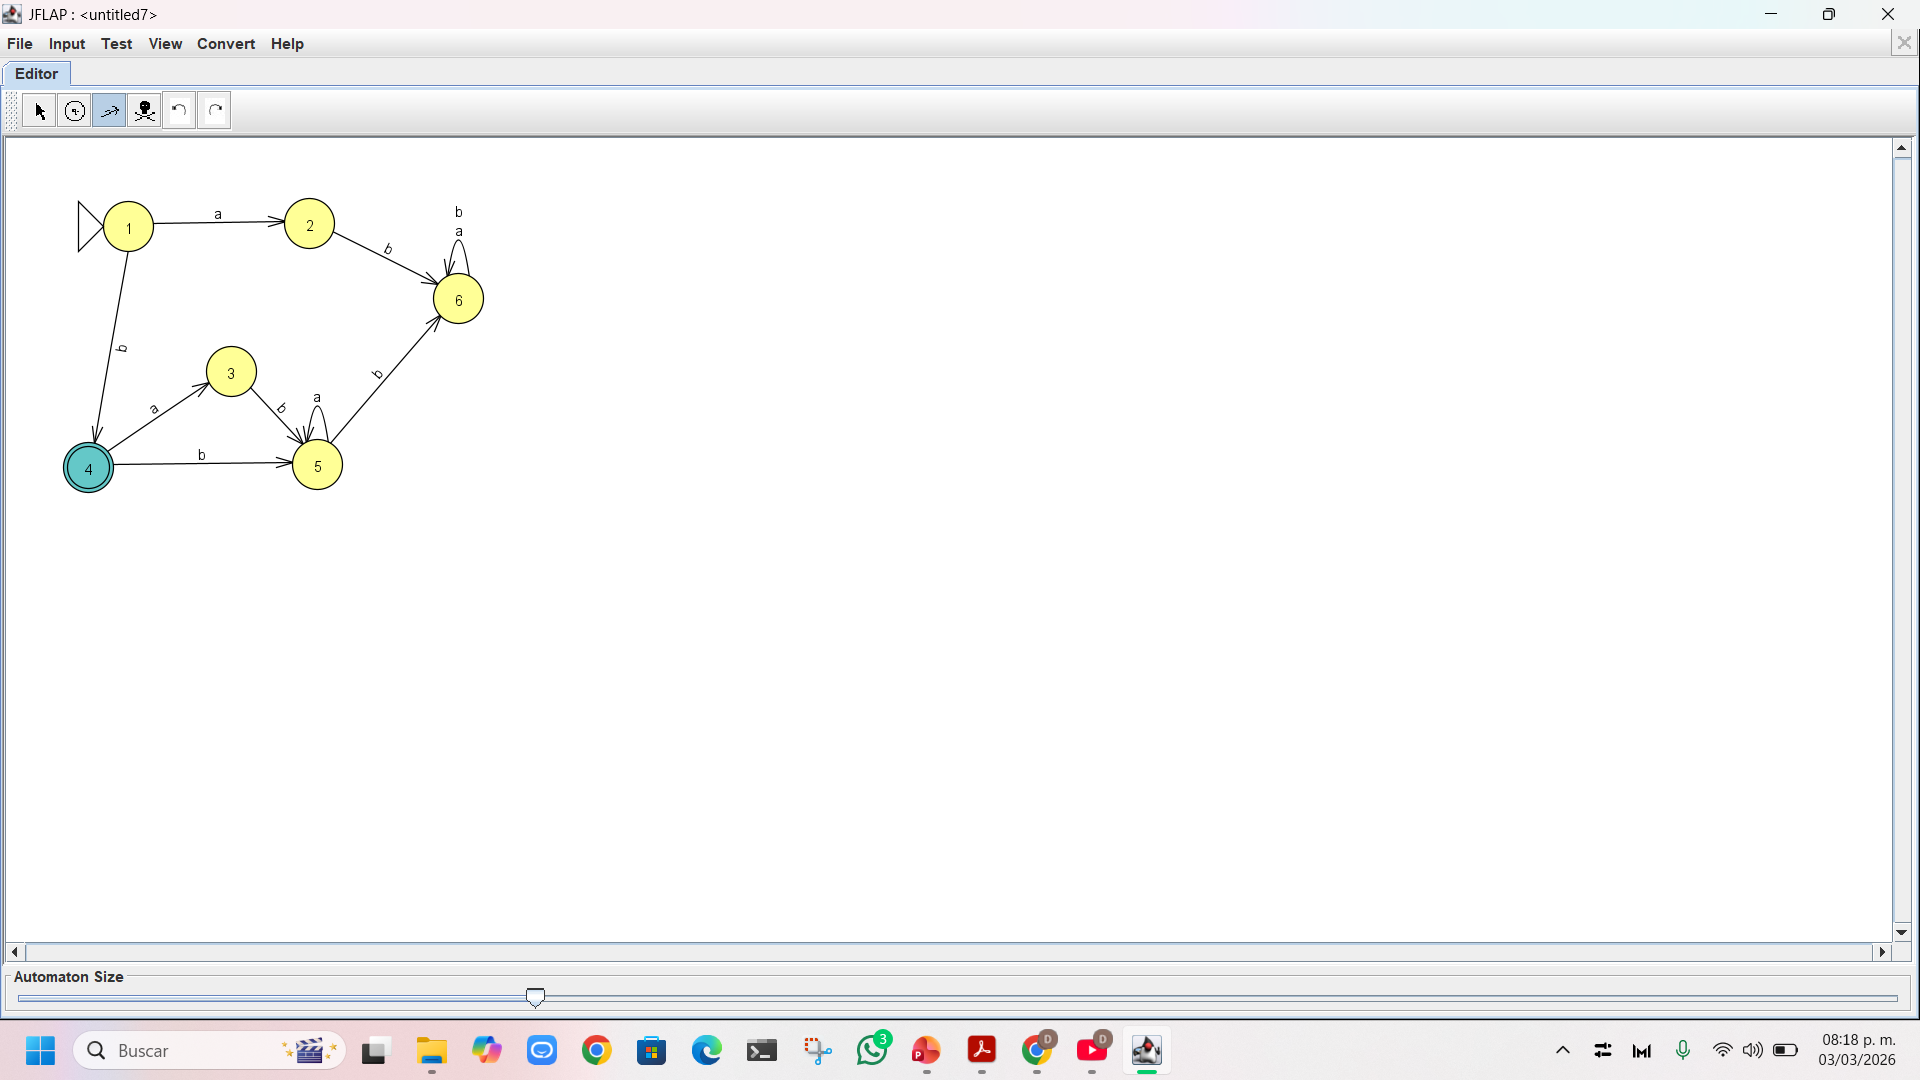 JFLAP : <untitled7>
File Input Test View Convert Help
Editor
b
a
a
1
2
6
b
b
3
b
a
b
a
b
4
5
Automaton Size
Buscar
3
D
D
08:18 p. m.
03/03/2026